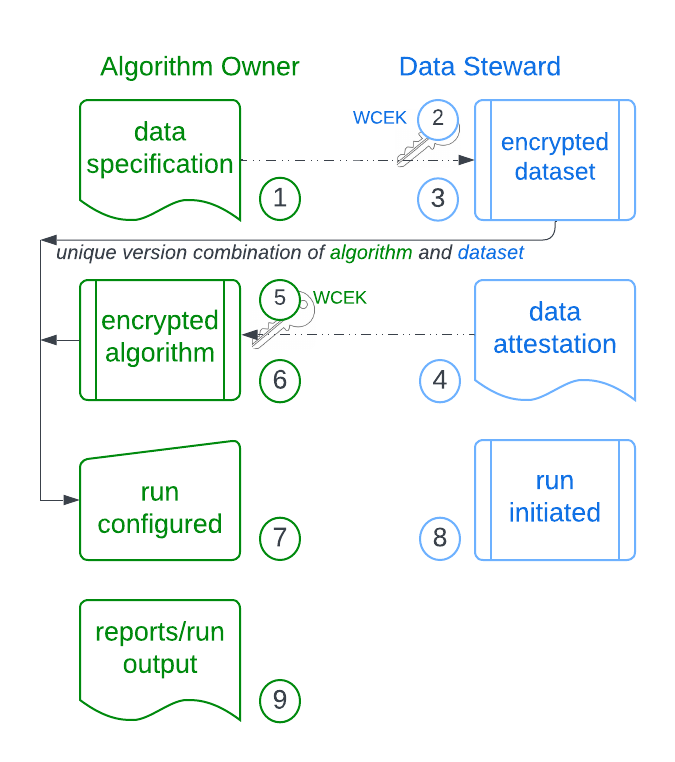 Algorithm Owner
Data Steward
data
specification
1
WCEK
2
3
encrypted
dataset
unique version combination of algorithm and dataset
encrypted
algorithm
5
WCEK
6
data
attestation
4
run
configured
7
run
initiated
8
reports/run
output
9